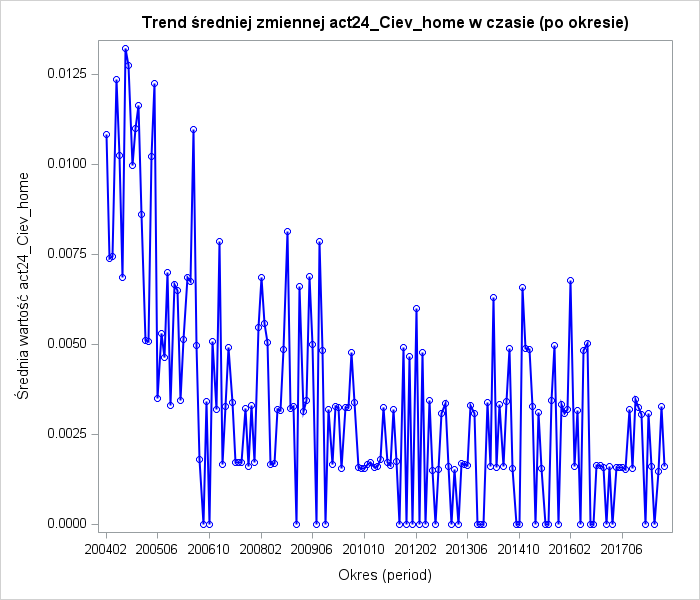 Trend średniej zmiennej act24_Ciev_home w czasie (po okresie)
Średnia wartość act24_Ciev_home
0.0125
0.0100
0.0075
0.0050
0.0025
0.0000
200402 200506 200610 200802 200906 201010 201202 201306 201410 201602 201706
Okres (period)